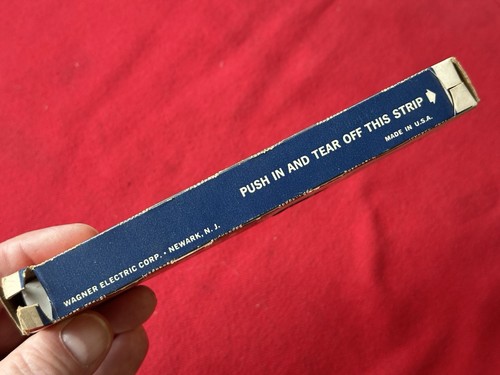 PUSH IN AND TEAR OFF THIS STRIP
MADE IN U.S.A.
WAGNER ELECTRIC CORP. • NEWARK, N. J.